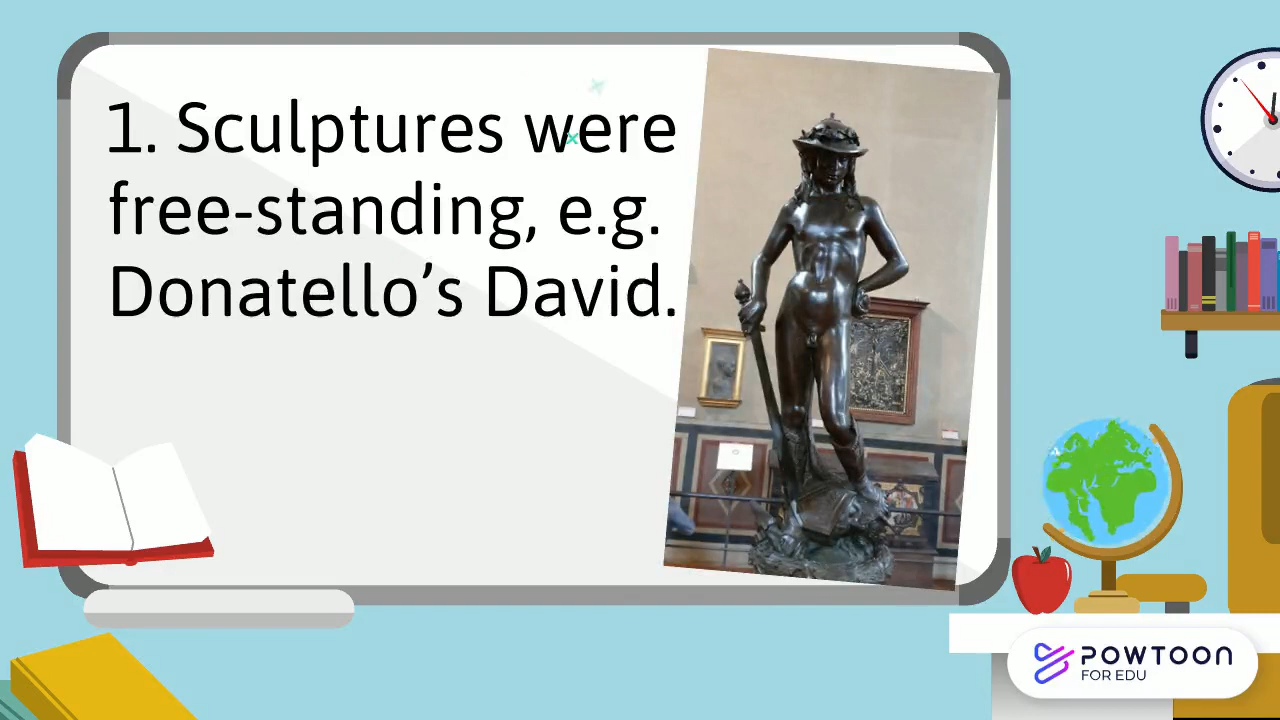 1. Sculptures were
free-standing, e.g.
Donatello’s David.
POWTOON
FOR EDU